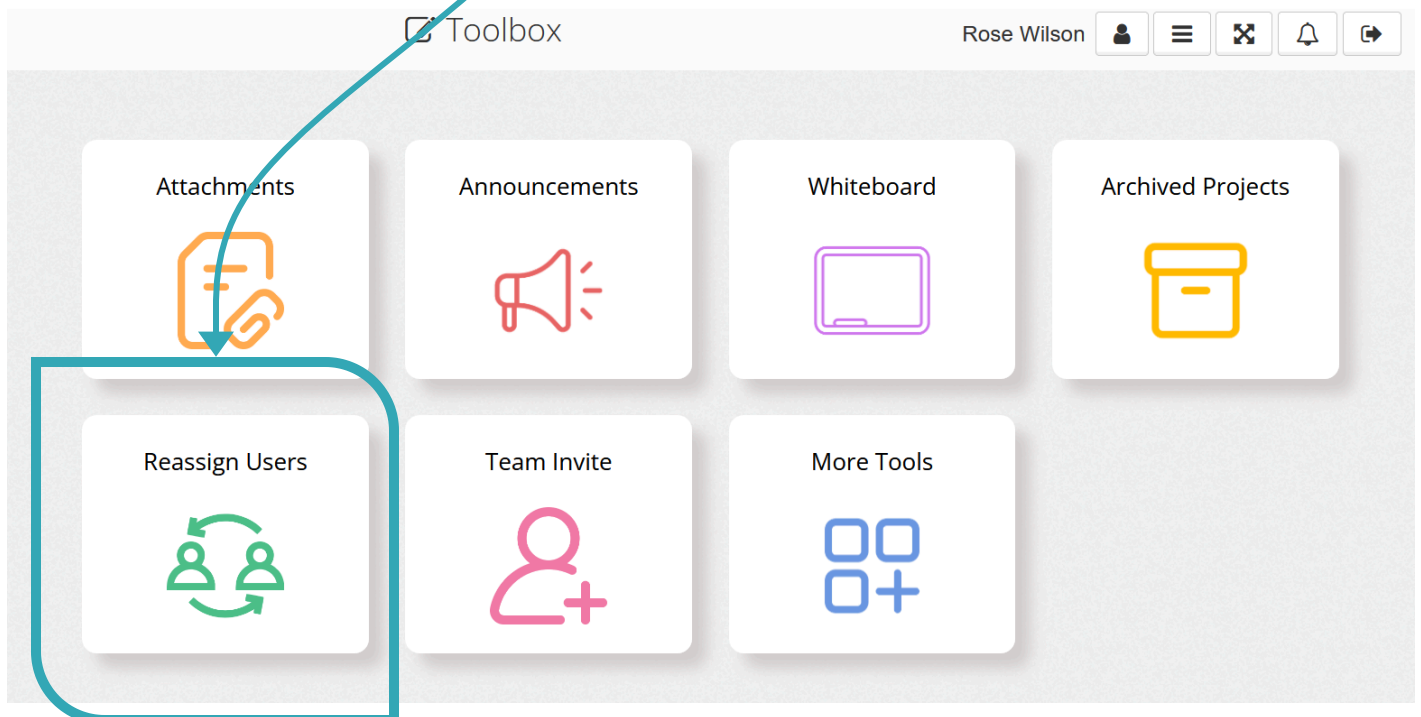 Toolbox
Rose Wilson
Attachments
Announcements
Whiteboard
Archived Projects
Reassign Users
Team Invite
More Tools